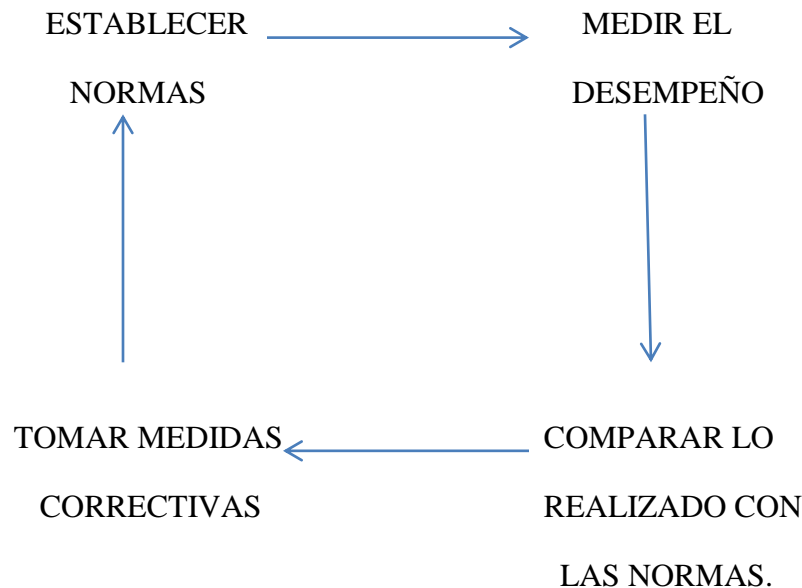 ESTABLECER
NORMAS
MEDIR EL
DESEMPEÑO
COMPARAR LO
REALIZADO CON
LAS NORMAS.
TOMAR MEDIDAS
CORRECTIVAS